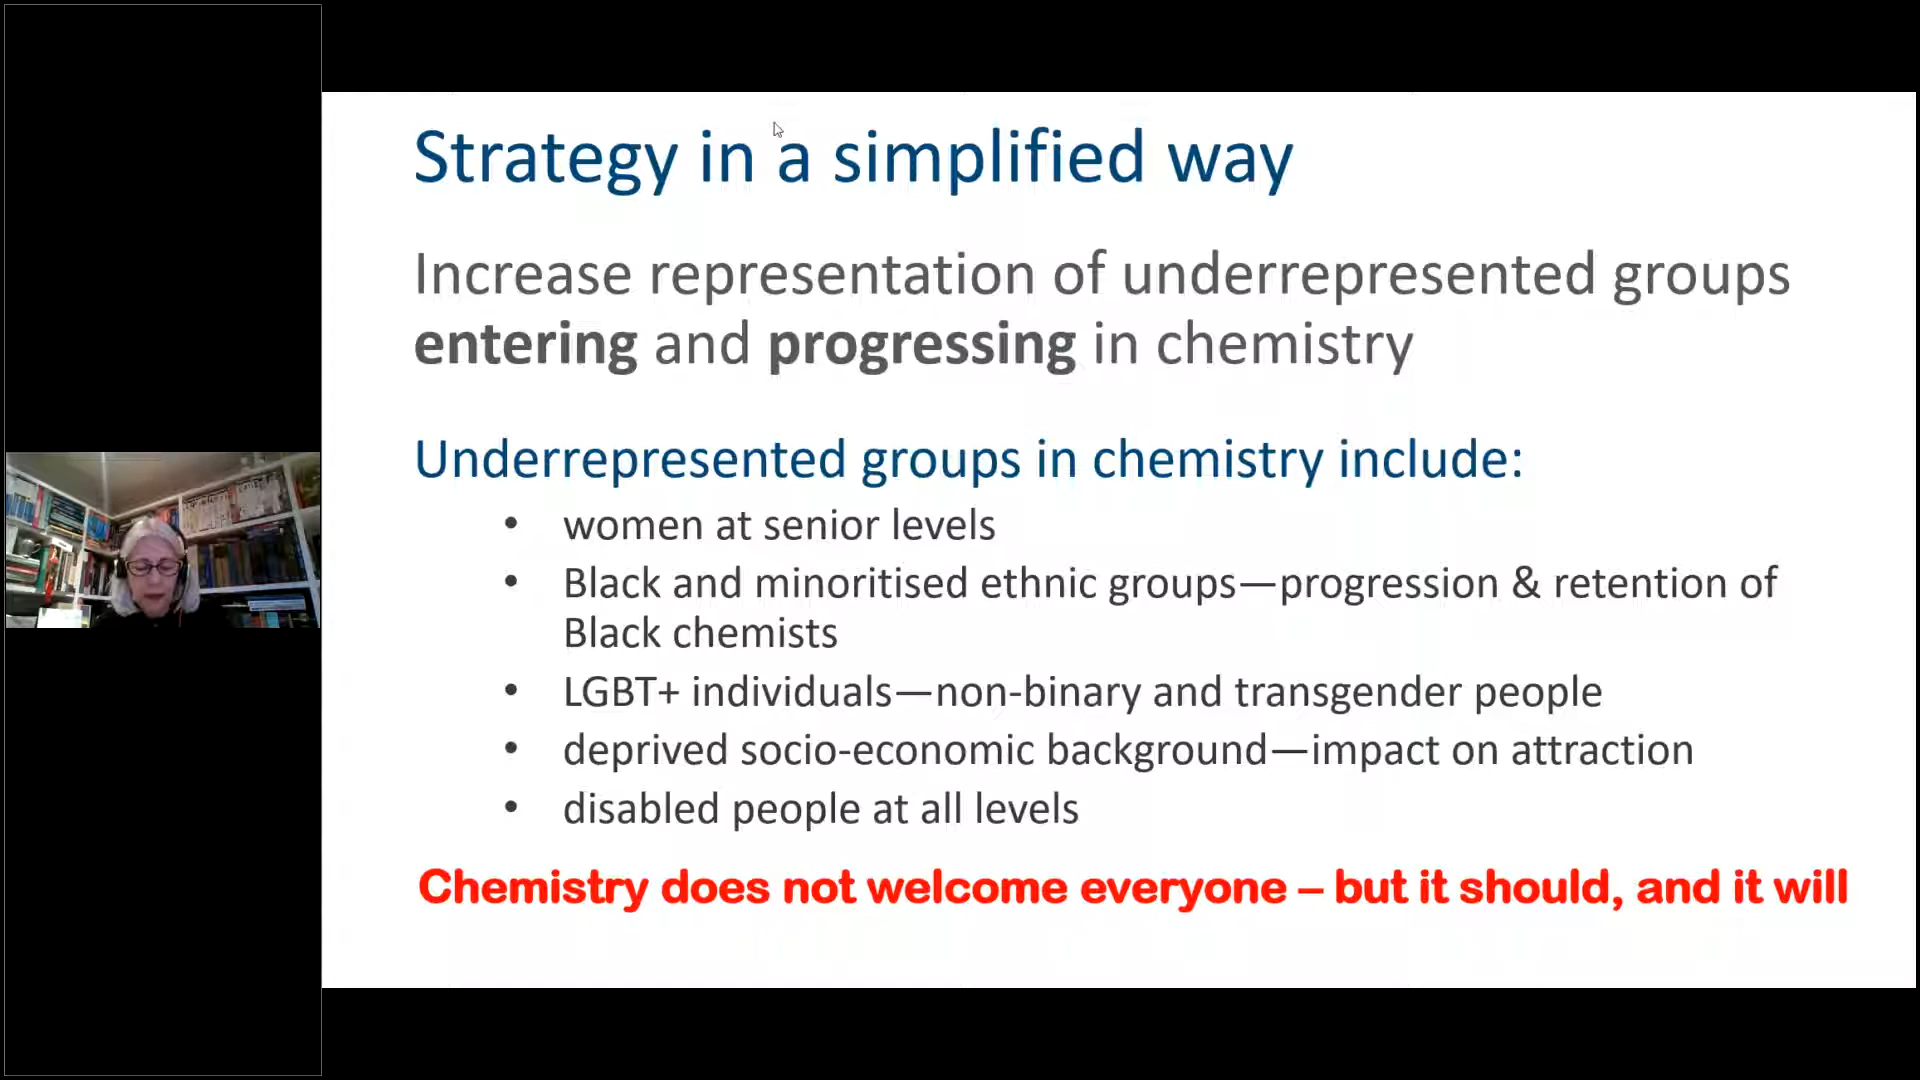 Strategy in a simplified way
Increase representation of underrepresented groups
entering and progressing in chemistry
Underrepresented groups in chemistry include:
• women at senior levels
• Black and minoritised ethnic groups—progression & retention of
Black chemists
• LGBT+ individuals—non-binary and transgender people
• deprived socio-economic background—impact on attraction
• disabled people at all levels
Chemistry does not welcome everyone – but it should, and it will